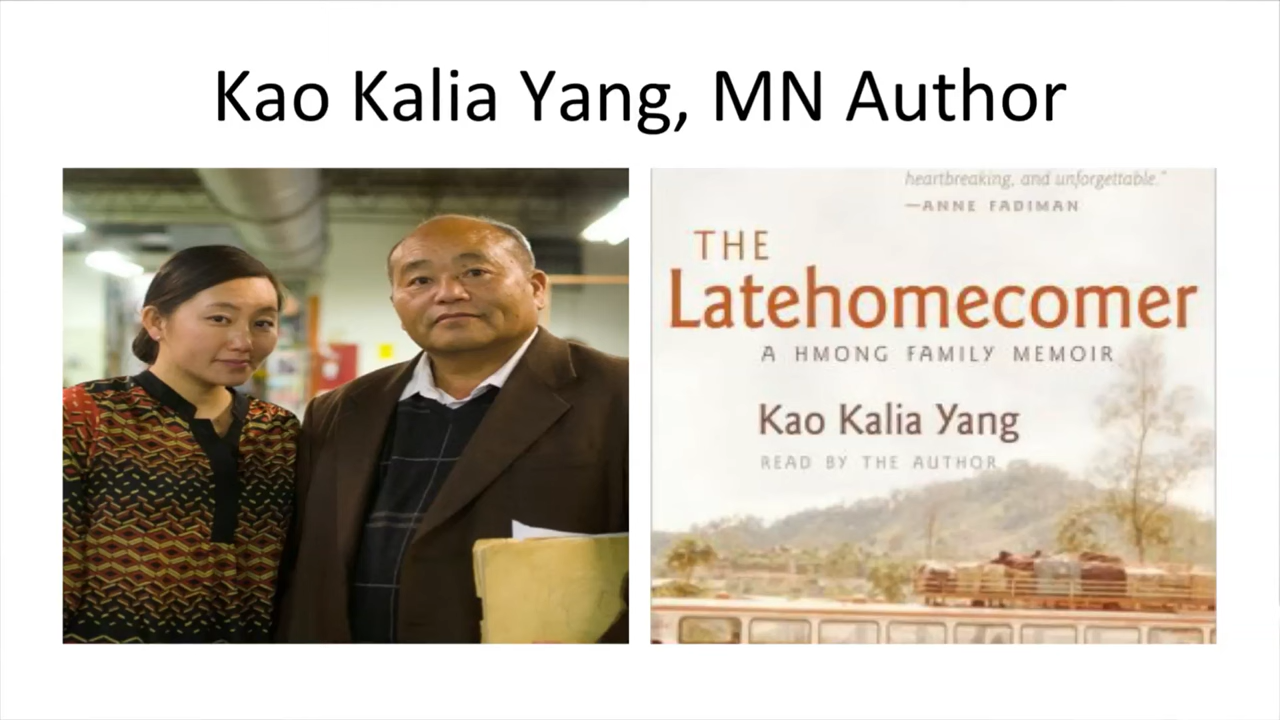 Kao Kalia Yang, MN Author
heartbreaking, and unforgettable."
—ANNE FADIMAN
THE
Latehomecomer
A HMONG FAMILY MEMOIR
Kao Kalia Yang
READ BY THE AUTHOR